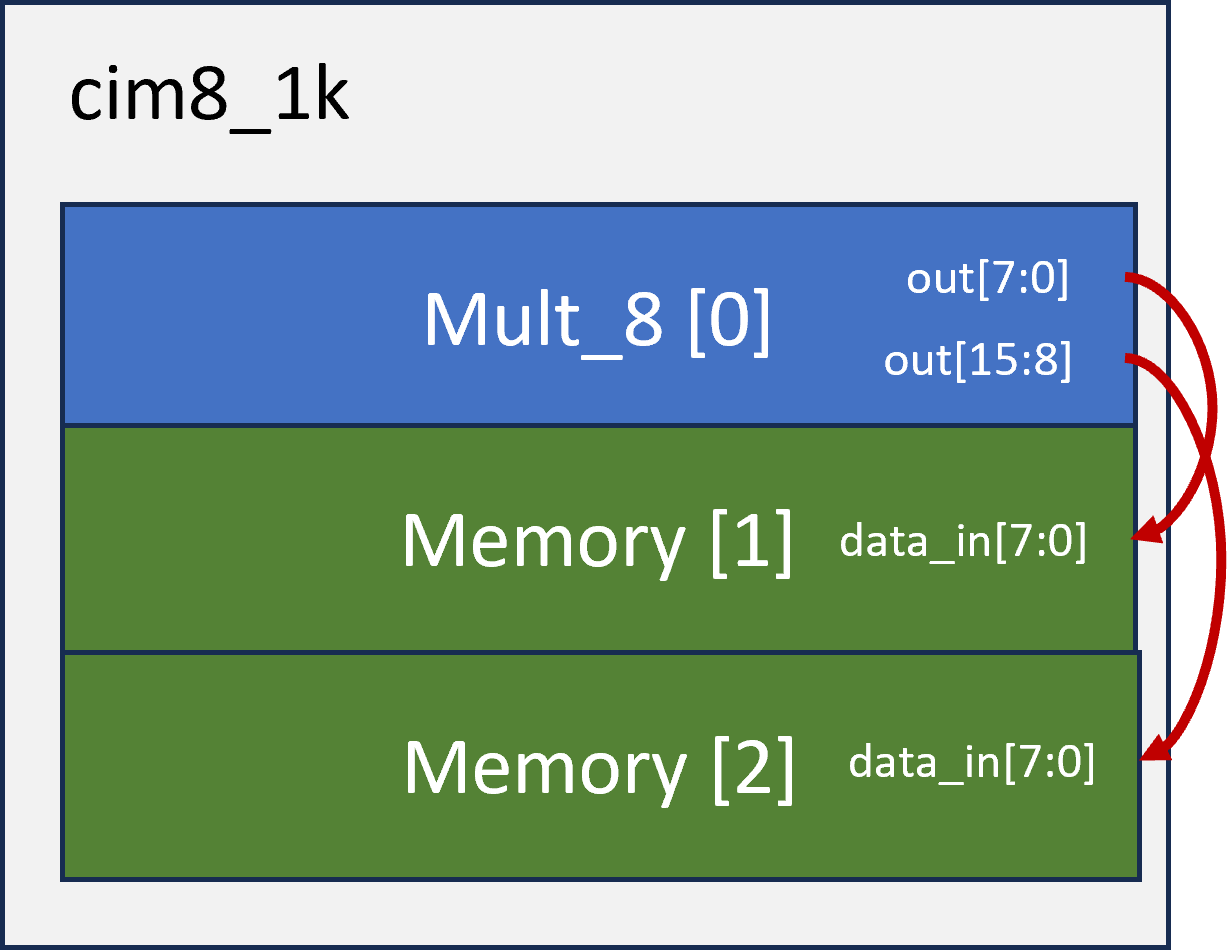 cim8_1k
out[7:0]
Mult_8 [0]
out[15:8]
Memory [1]
data_in[7:0]
Memory [2]
data_in[7:0]